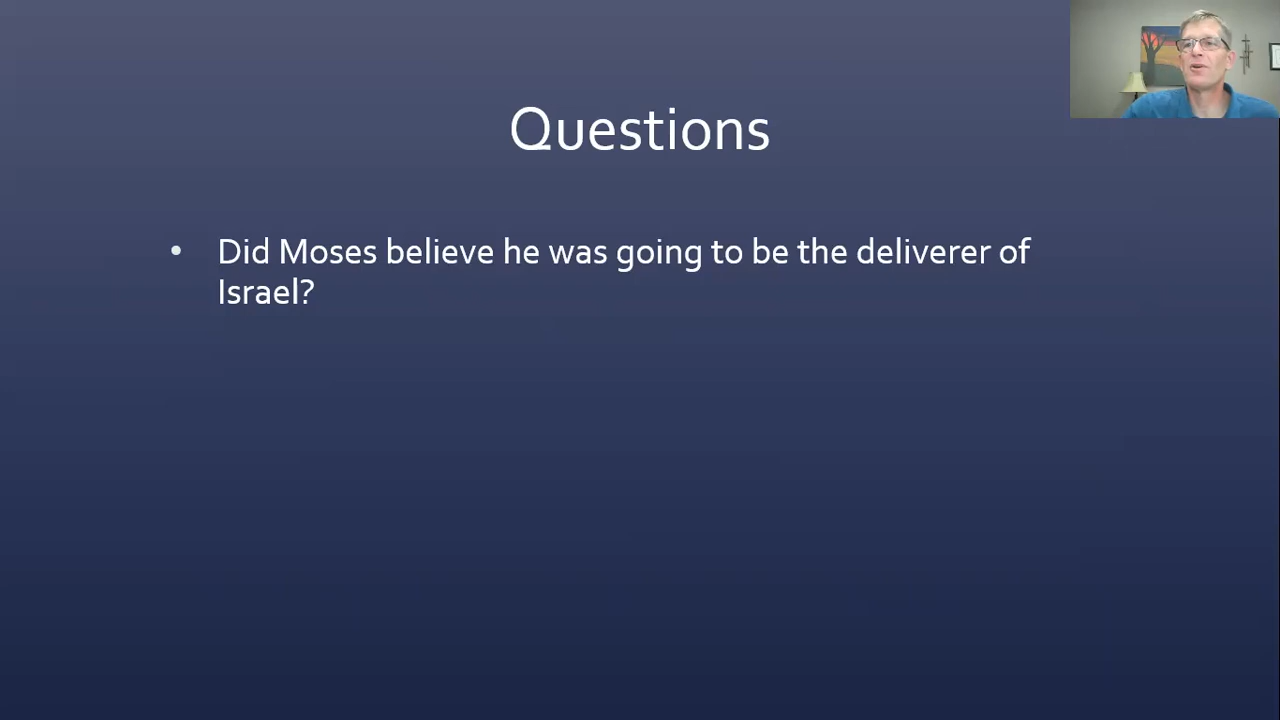 Questions
• Did Moses believe he was going to be the deliverer of
Israel?